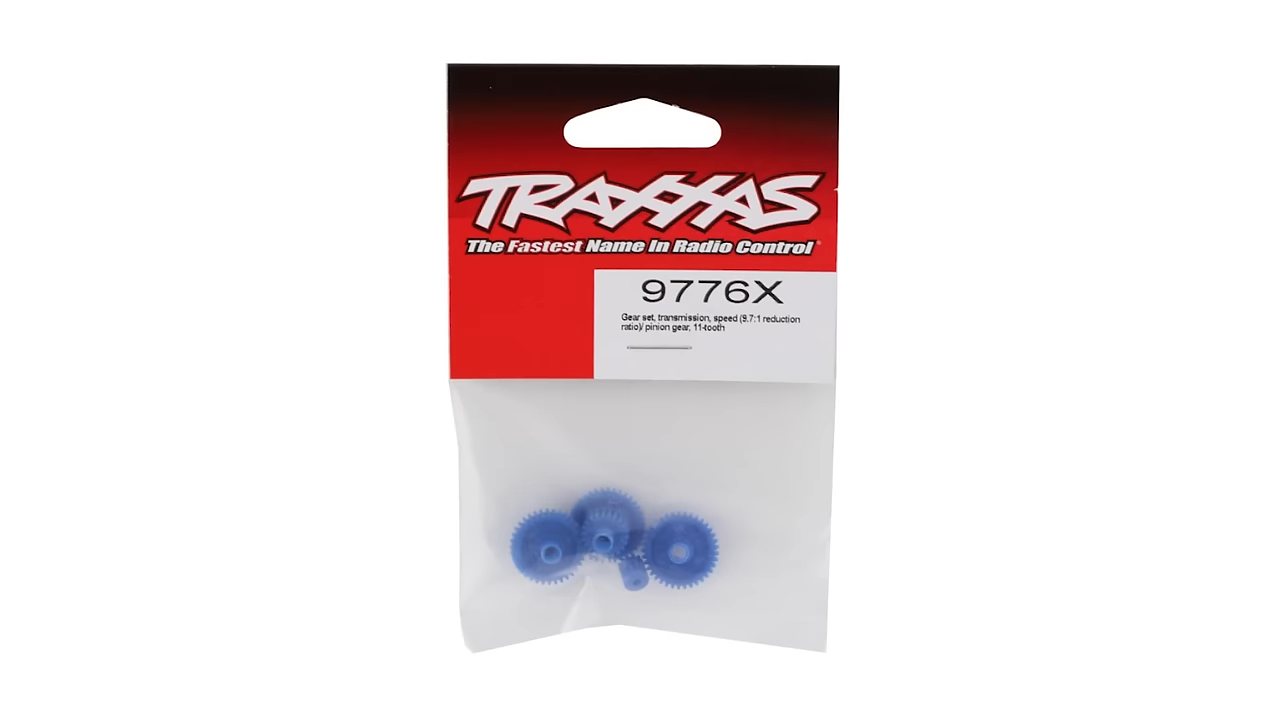 TRAXXAS
The Fastest Name In Radio Control
9776X
Gear set, transmission, speed (9.7:1 reduction
ratio)/ pinion gear, 11-tooth